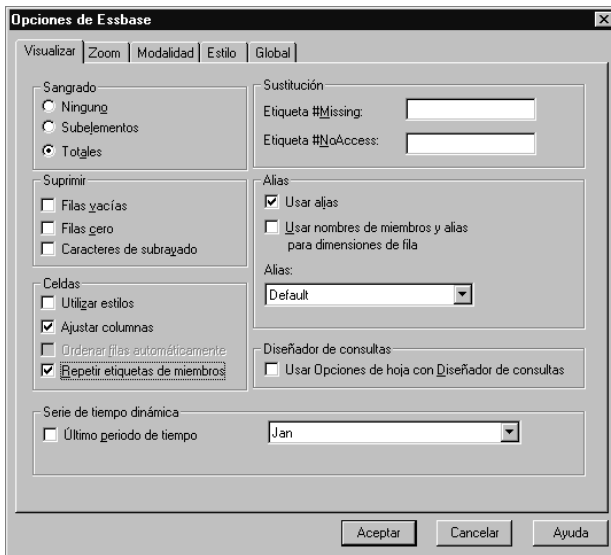 Opciones de Essbase
Visualizar Zoom Modalidad Estilo Global
Sangrado
Ninguno
Subelementos
Totales
Suprimir
Filas vacías
Filas cero
Caracteres de subrayado
Celdas
Utilizar estilos
Ajustar columnas
Ordenar filas automáticamente
Repetir etiquetas de miembros
Sustitución
Etiqueta #Missing:
Etiqueta #NoAccess:
Alias
Usar alias
Usar nombres de miembros y alias
para dimensiones de fila
Alias:
Default
Diseñador de consultas
Usar Opciones de hoja con Diseñador de consultas
Serie de tiempo dinámica
Último periodo de tiempo
Jan
Aceptar Cancelar Ayuda